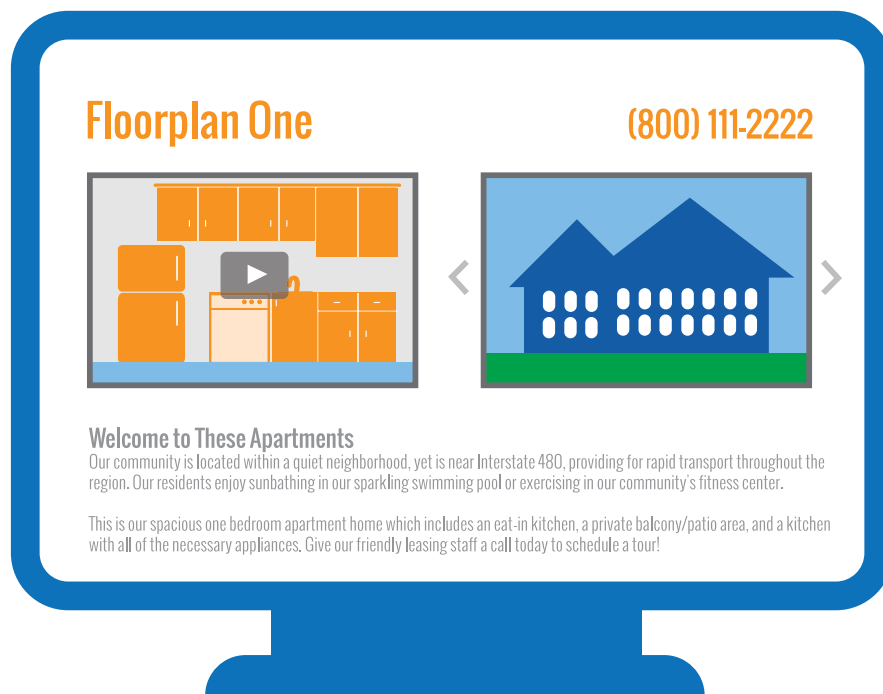 Floorplan One
(800) 111-2222
Welcome to These Apartments
Our community is located within a quiet neighborhood, yet is near Interstate 480, providing for rapid transport throughout the
region. Our residents enjoy sunbathing in our sparkling swimming pool or exercising in our community's fitness center.
This is our spacious one bedroom apartment home which includes an eat-in kitchen, a private balcony/patio area, and a kitchen
with all of the necessary appliances. Give our friendly leasing staff a call today to schedule a tour!